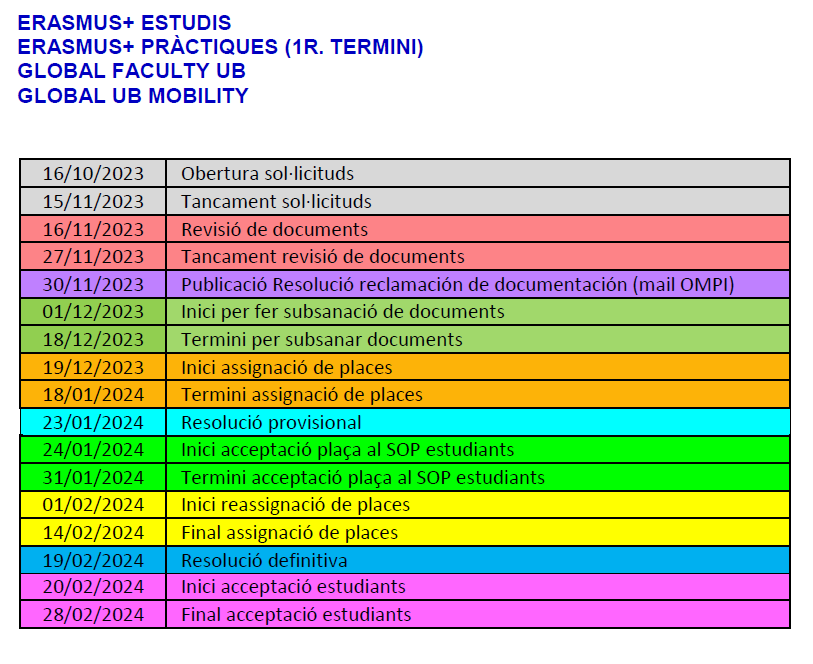 ERASMUS+ ESTUDIS
ERASMUS+ PRÀCTIQUES (1R. TERMINI)
GLOBAL FACULTY UB
GLOBAL UB MOBILITY
16/10/2023 Obertura sol·licituds
15/11/2023 Tancament sol·licituds
16/11/2023 Revisió de documents
27/11/2023 Tancament revisió de documents
30/11/2023 Publicació Resolució reclamación de documentación (mail OMPI)
01/12/2023 Inici per fer subsanació de documents
18/12/2023 Termini per subsanar documents
19/12/2023 Inici assignació de places
18/01/2024 Termini assignació de places
23/01/2024 Resolució provisional
24/01/2024 Inici acceptació plaça al SOP estudiants
31/01/2024 Termini acceptació plaça al SOP estudiants
01/02/2024 Inici reassignació de places
14/02/2024 Final assignació de places
19/02/2024 Resolució definitiva
20/02/2024 Inici acceptació estudiants
28/02/2024 Final acceptació estudiants